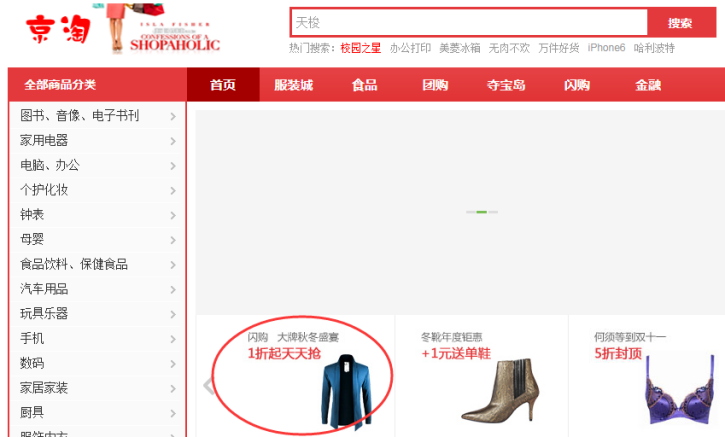 京淘
ISLA FISHER
CONFESSIONS OF A
SHOPAHOLIC
天梭
搜索
热门搜索： 校园之星 办公打印 美菱冰箱 无肉不欢 万件好货 iPhone6 哈利波特
全部商品分类 首页 服装城 食品 团购 夺宝岛 闪购 金融
图书、音像、电子书刊
家用电器
电脑、办公
个护化妆
钟表
母婴
食品饮料、保健食品
汽车用品
玩具乐器
手机
数码
家居家装
厨具
闪购 大牌秋冬盛宴
1折起天天抢
冬靴年度钜惠
+1元送单鞋
何须等到双十一
5折封顶